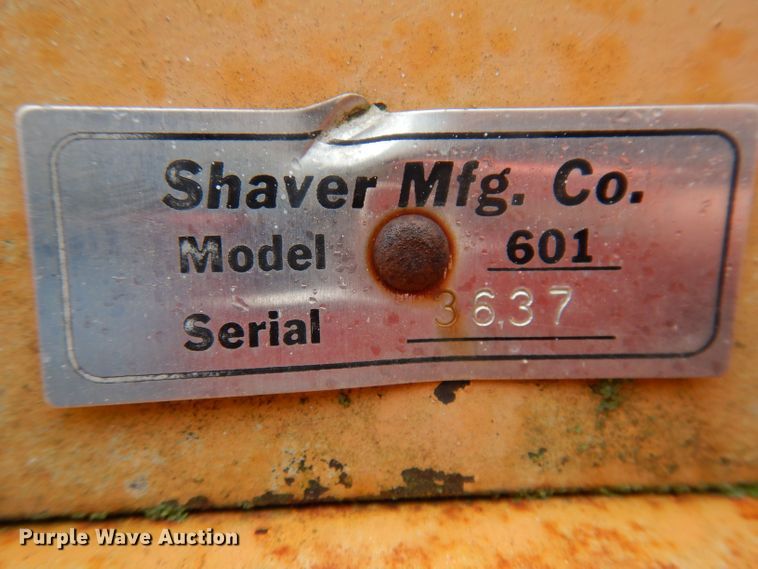 Shaver Mfg. Co.
Model 601
Serial 3637
Purple Wave Auction